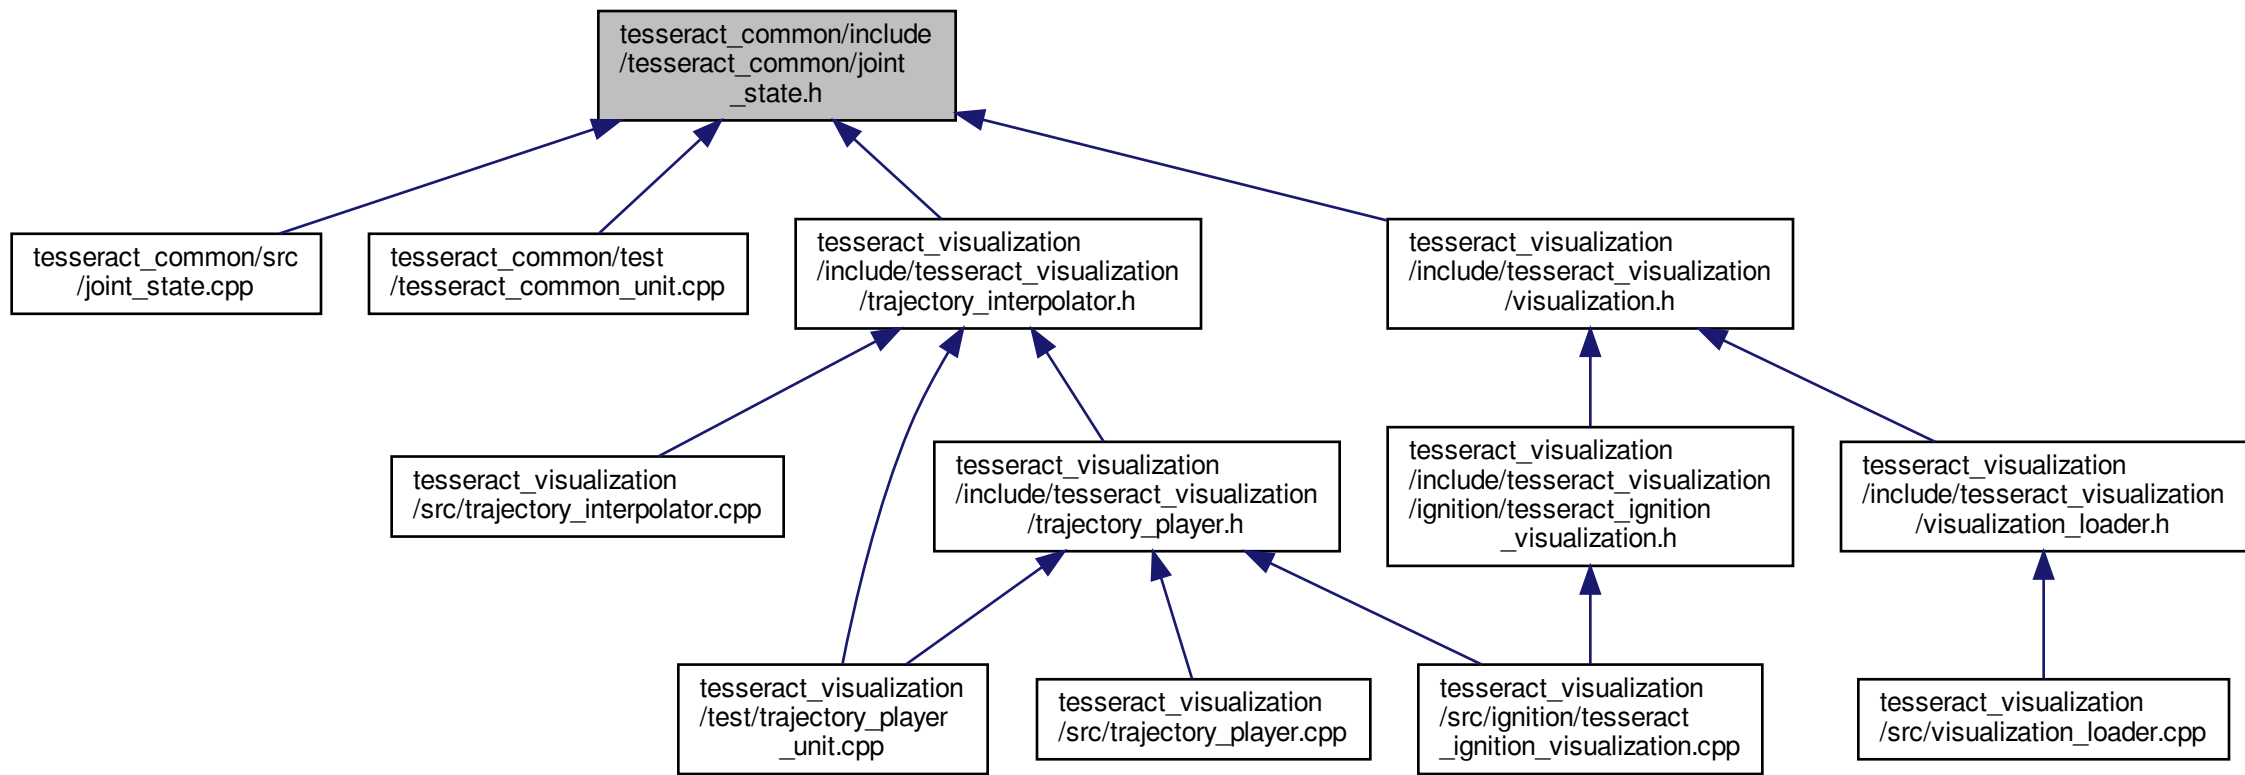 tesseract_common/include
/tesseract_common/joint
_state.h
tesseract_common/src
/joint_state.cpp
tesseract_common/test
/tesseract_common_unit.cpp
tesseract_visualization
/include/tesseract_visualization
/trajectory_interpolator.h
tesseract_visualization
/include/tesseract_visualization
/visualization.h
tesseract_visualization
/src/trajectory_interpolator.cpp
tesseract_visualization
/include/tesseract_visualization
/trajectory_player.h
tesseract_visualization
/include/tesseract_visualization
/ignition/tesseract_ignition
_visualization.h
tesseract_visualization
/include/tesseract_visualization
/visualization_loader.h
tesseract_visualization
/test/trajectory_player
_unit.cpp
tesseract_visualization
/src/trajectory_player.cpp
tesseract_visualization
/src/ignition/tesseract
_ignition_visualization.cpp
tesseract_visualization
/src/visualization_loader.cpp